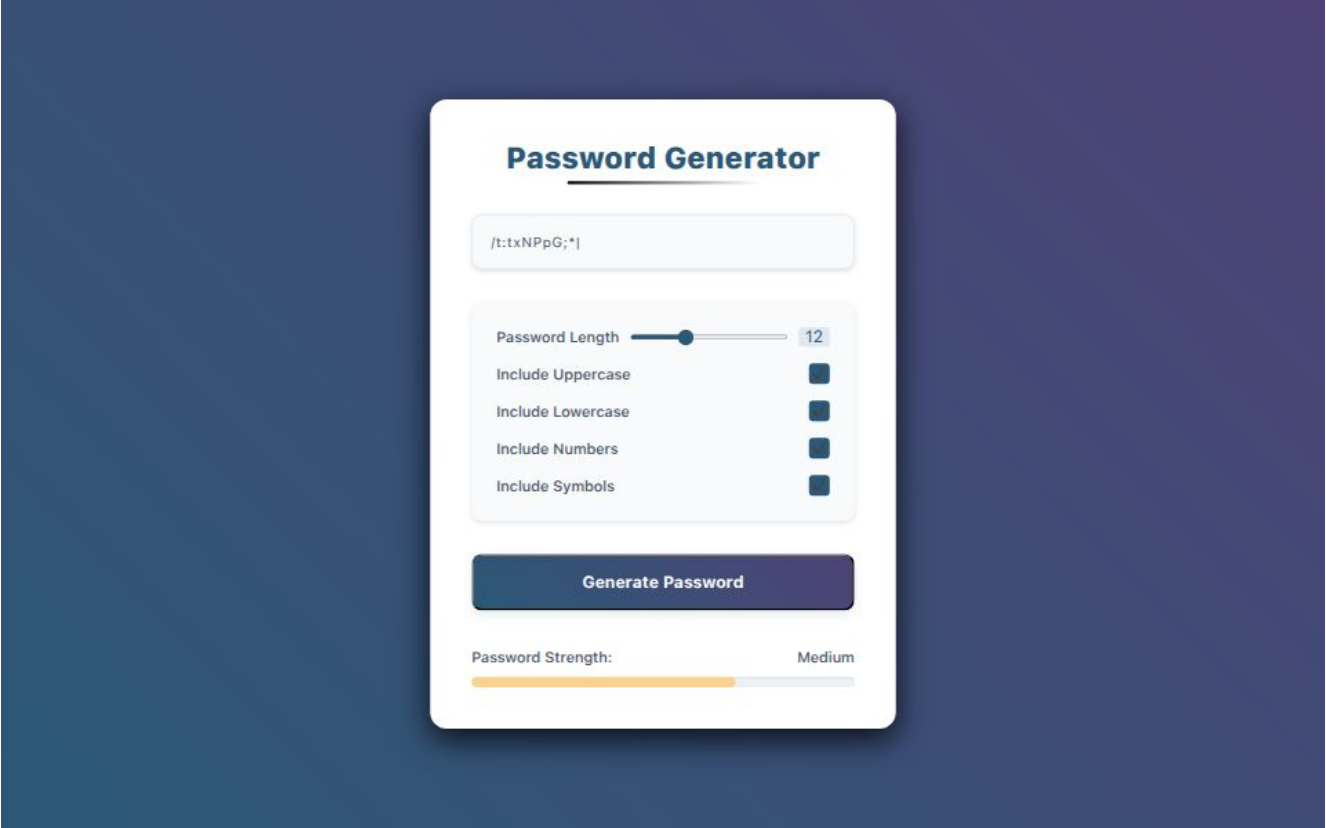 Password Generator
/t:txNPpG;*|
Password Length 12
Include Uppercase
Include Lowercase
Include Numbers
Include Symbols
Generate Password
Password Strength: Medium